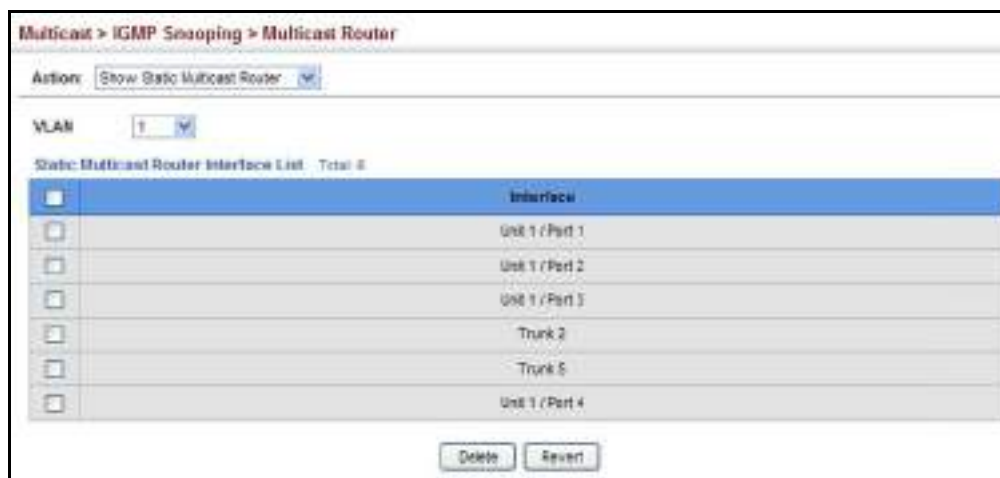 Multicast > IGMP Snooping > Multicast Router
Action: Show Static Multicast Router
VLAN 1
Static Multicast Router Interface List Total: 6
Interface
Unit 1 / Port 1
Unit 1 / Port 2
Unit 1 / Port 3
Trunk 2
Trunk 5
Unit 1 / Port 4
Delete Revert